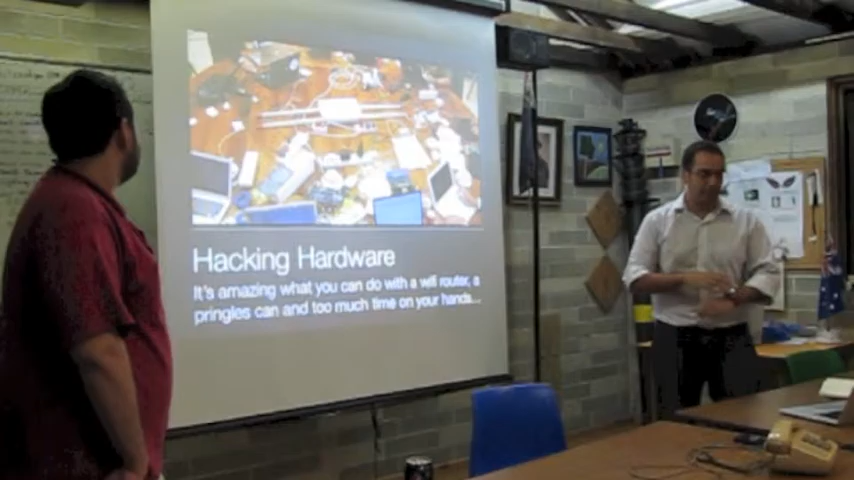 Hacking Hardware
It's amazing what you can do with a wifi router, a
pringles can and too much time on your hands...